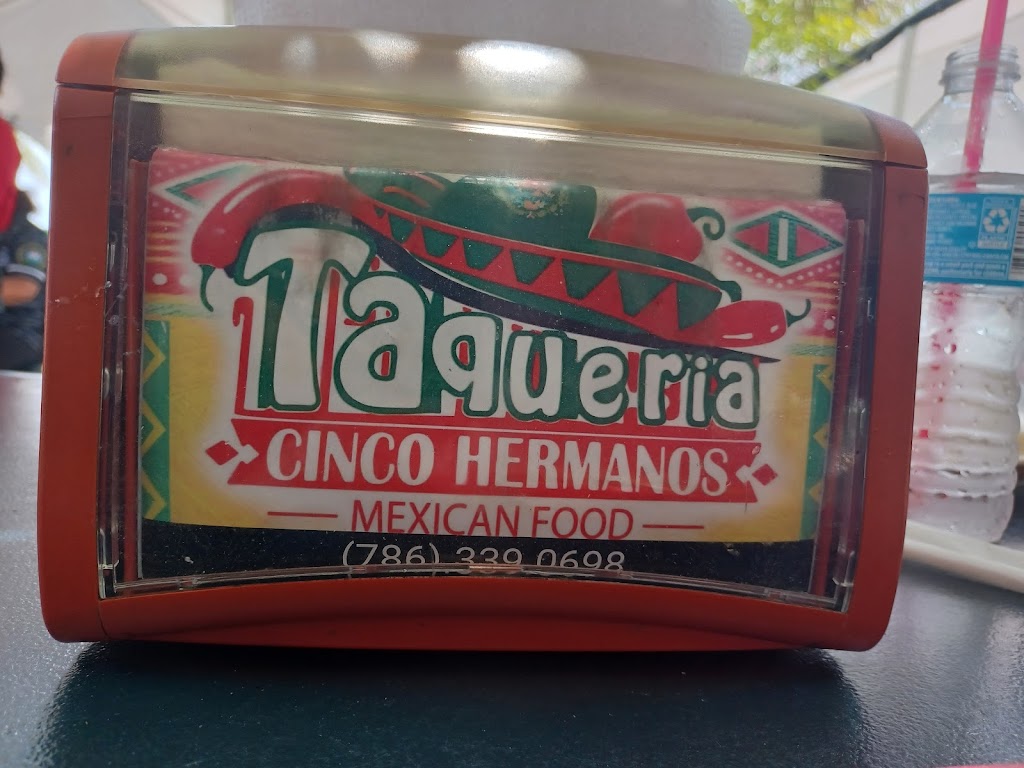 Taqueria
CINCO HERMANOS
MEXICAN FOOD
(786) 339 0698